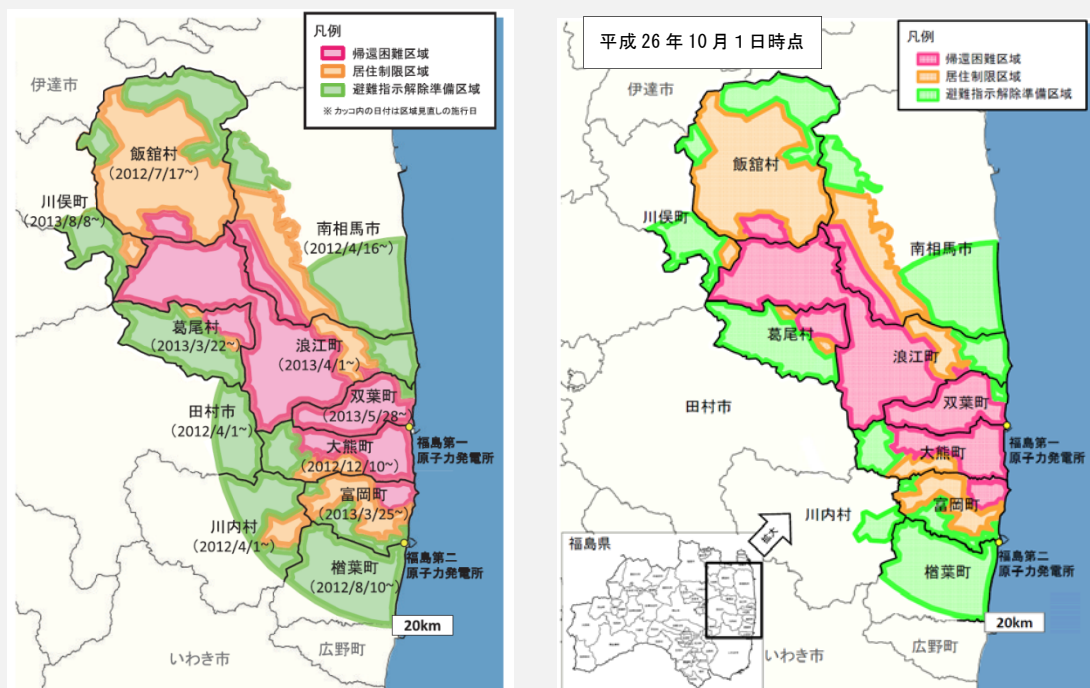 凡例
帰還困難区域
居住制限区域
避難指示解除準備区域
※ カッコ内の日付は区域見直しの施行日
伊達市
飯舘村
(2012/7/17~)
川俣町
(2013/8/8~)
南相馬市
(2012/4/16~)
葛尾村
(2013/3/22~)
浪江町
(2013/4/1~)
双葉町
(2013/5/28~)
田村市
(2012/4/1~)
福島第一
原子力発電所
大熊町
(2012/12/10~)
富岡町
(2013/3/25~)
川内村
(2012/4/1~)
福島第二
原子力発電所
楢葉町
(2012/8/10~)
20km
広野町
いわき市
平成 26 年 10 月 1 日時点
凡例
帰還困難区域
居住制限区域
避難指示解除準備区域
伊達市
飯舘村
川俣町
南相馬市
葛尾村
浪江町
双葉町
田村市
福島第一
原子力発電所
大熊町
富岡町
川内村
福島第二
原子力発電所
楢葉町
20km
広野町
いわき市
福島県
拡大